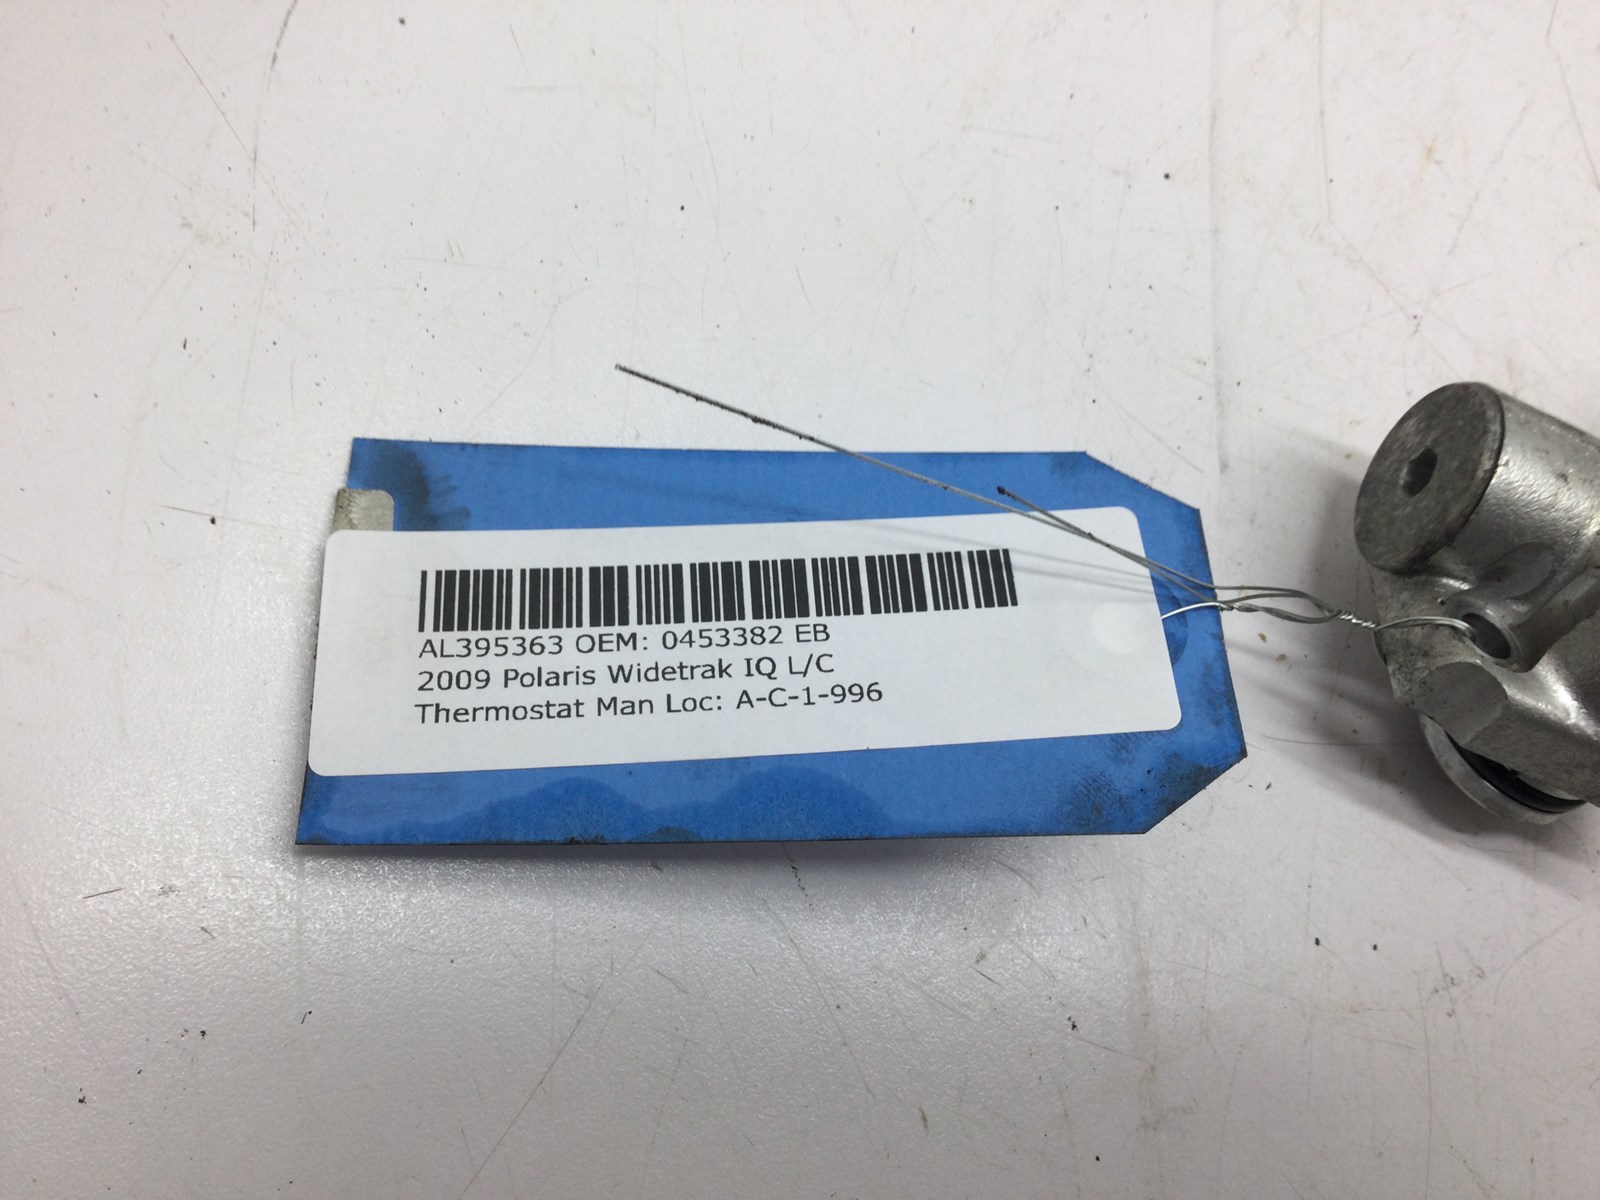 AL395363 OEM: 0453382 EB
2009 Polaris Widetrak IQ L/C
Thermostat Man Loc: A-C-1-996